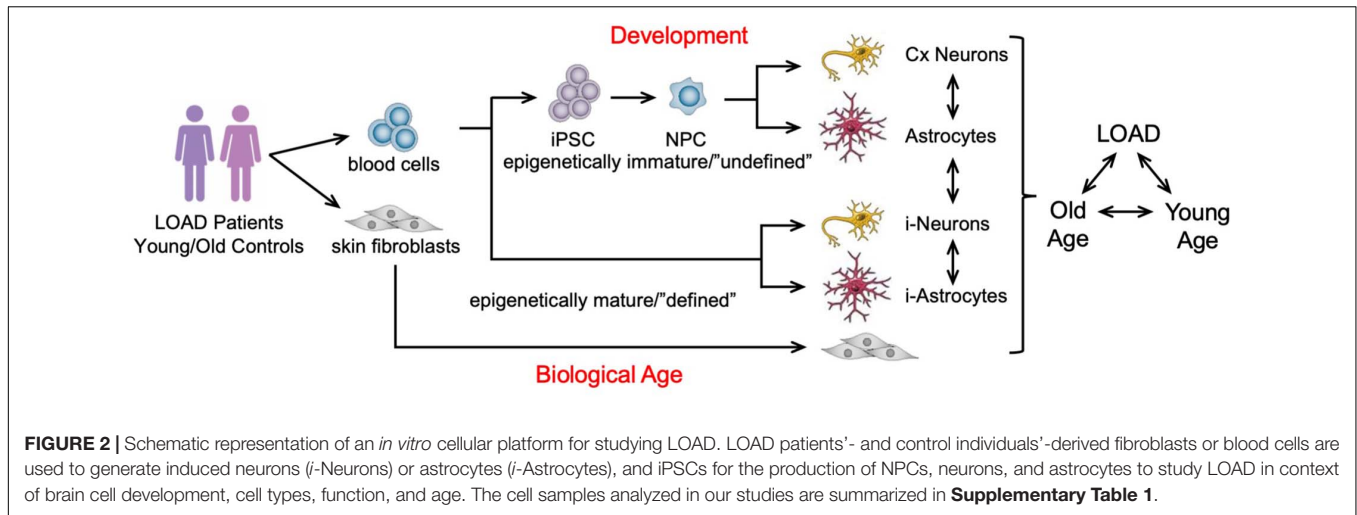 Development
Cx Neurons
iPSC
NPC
blood cells
epigenetically immature/”undefined”
Astrocytes
LOAD
LOAD Patients
Young/Old Controls
skin fibroblasts
i-Neurons
Old
Age
Young
Age
epigenetically mature/”defined”
i-Astrocytes
Biological Age
FIGURE 2 | Schematic representation of an in vitro cellular platform for studying LOAD. LOAD patients’- and control individuals’-derived fibroblasts or blood cells are
used to generate induced neurons (i-Neurons) or astrocytes (i-Astrocytes), and iPSCs for the production of NPCs, neurons, and astrocytes to study LOAD in context
of brain cell development, cell types, function, and age. The cell samples analyzed in our studies are summarized in Supplementary Table 1.